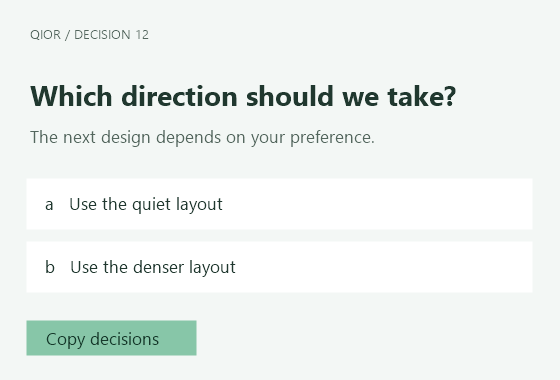 QIOR / DECISION 12
Which direction should we take?
The next design depends on your preference.
a Use the quiet layout
b Use the denser layout
Copy decisions